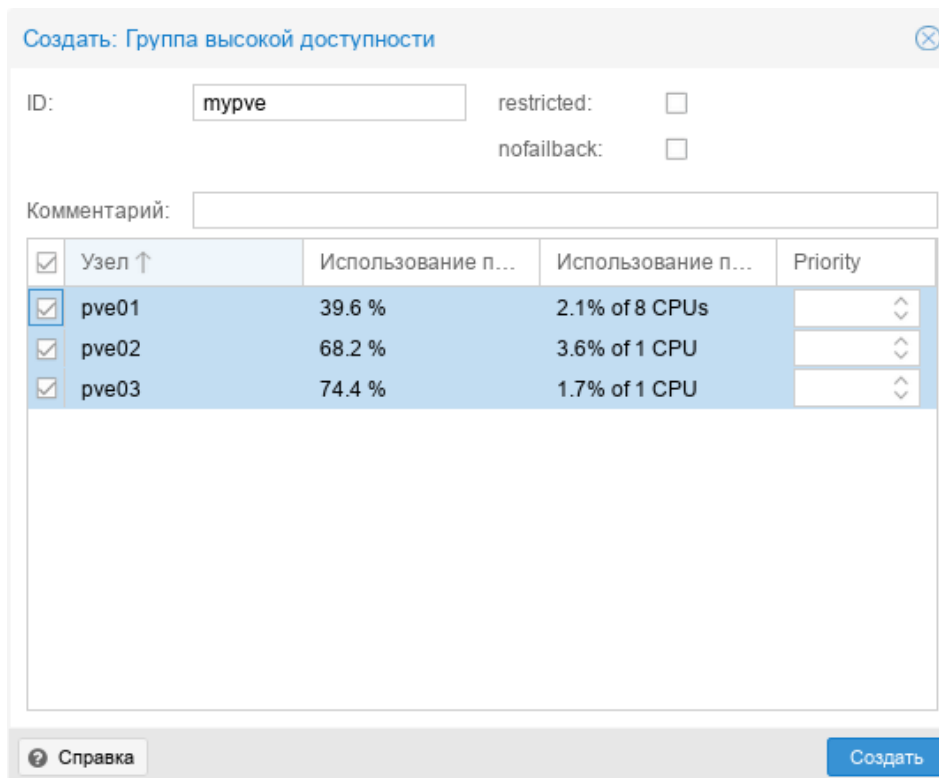 Создать: Группа высокой доступности
ID: mypve restricted:
nofailback:
Комментарий:
Узел ↑ Использование п... Использование п... Priority
pve01 39.6 % 2.1% of 8 CPUs
pve02 68.2 % 3.6% of 1 CPU
pve03 74.4 % 1.7% of 1 CPU
Справка Создать